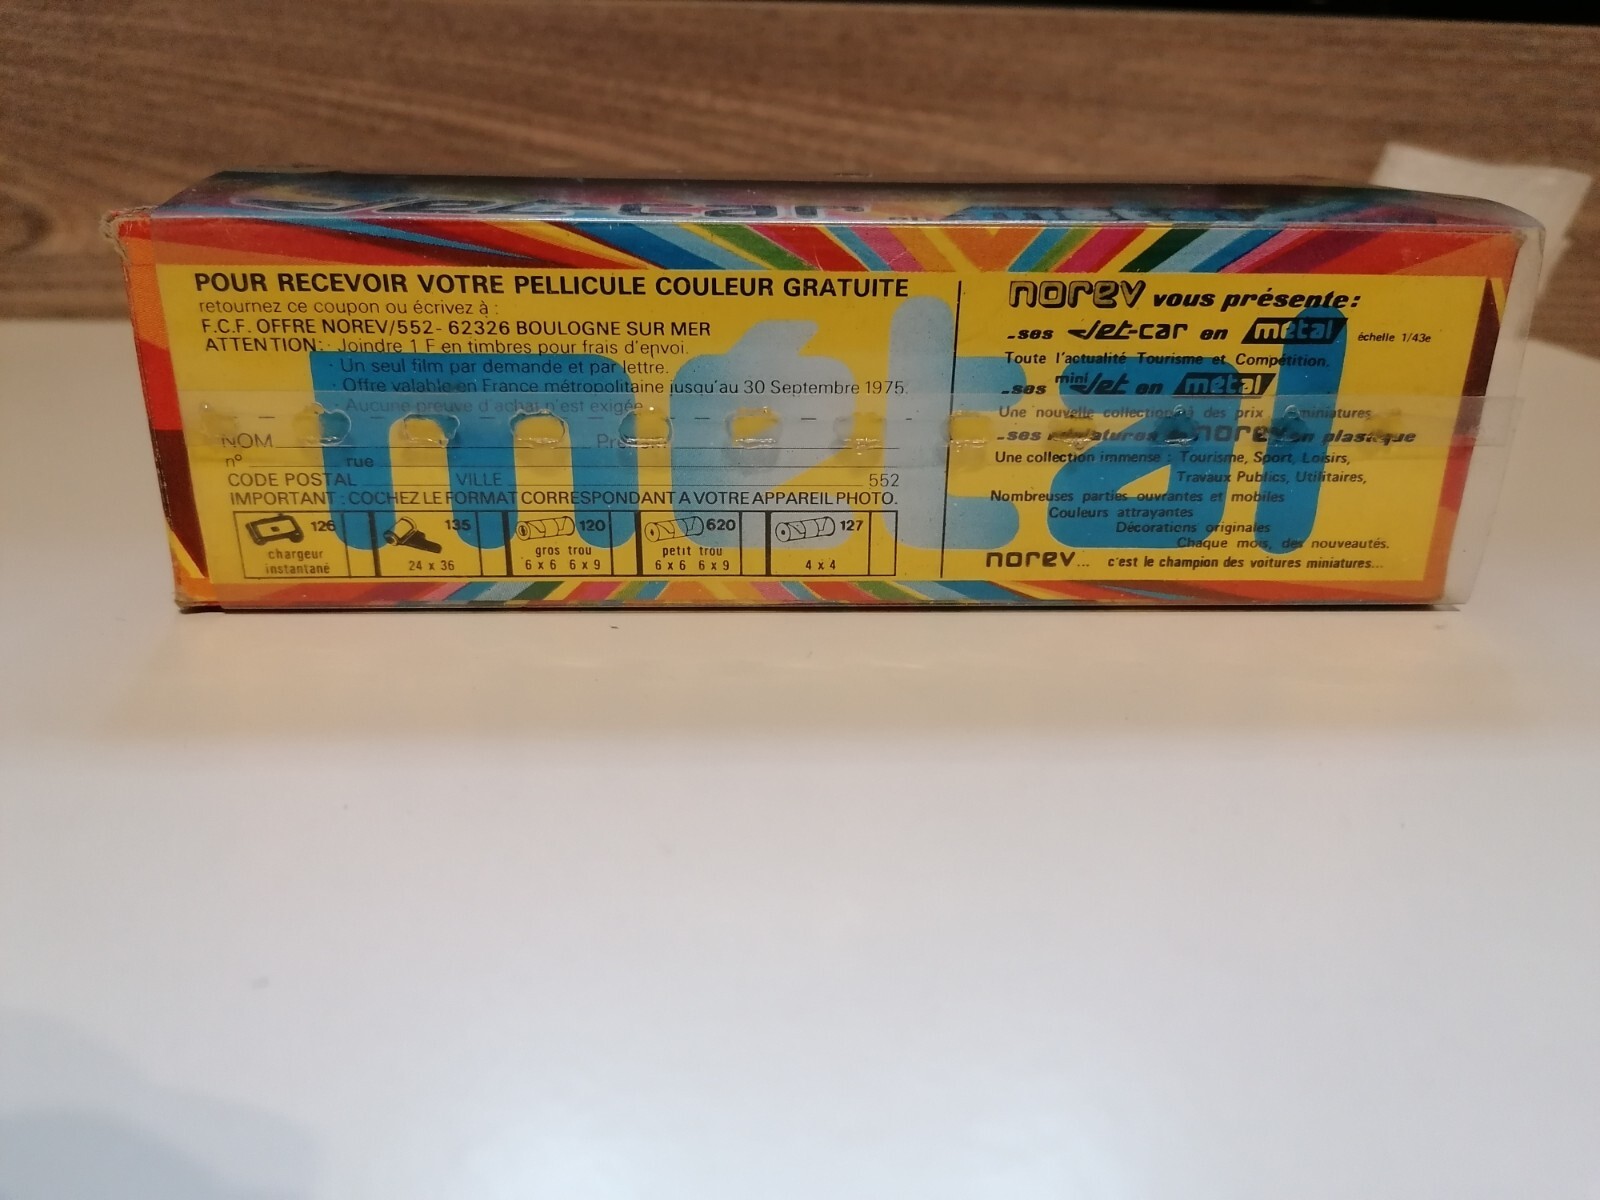 Jet-car
POUR RECEVOIR VOTRE PELLICULE COULEUR GRATUITE
retournez ce coupon ou écrivez à :
F.C.F. OFFRE NOREV/552 - 62326 BOULOGNE SUR MER
ATTENTION: · Joindre 1 F en timbres pour frais d'envoi.
· Un seul film par demande et par lettre.
· Offre valable en France métropolitaine jusqu'au 30 Septembre 1975.
· Aucune preuve d'achat n'est exigée
NOM
n° rue
CODE POSTAL VILLE 552
IMPORTANT : COCHEZ LE FORMAT CORRESPONDANT A VOTRE APPAREIL PHOTO.
126
chargeur
instantané
135
24 x 36
120
gros trou
6 x 6 6 x 9
620
petit trou
6 x 6 6 x 9
127
4 x 4
métal
norev vous présente:
..ses Jet-car en métal échelle 1/43e
Toute l'actualité Tourisme et Compétition.
..ses mini Jet en métal
Une nouvelle collection à des prix miniatures
..ses miniatures norev en plastique
Une collection immense : Tourisme, Sport, Loisirs,
Travaux Publics, Utilitaires,
Nombreuses parties ouvrantes et mobiles
Couleurs attrayantes
Décorations originales
Chaque mois, des nouveautés.
norev... c'est le champion des voitures miniatures...